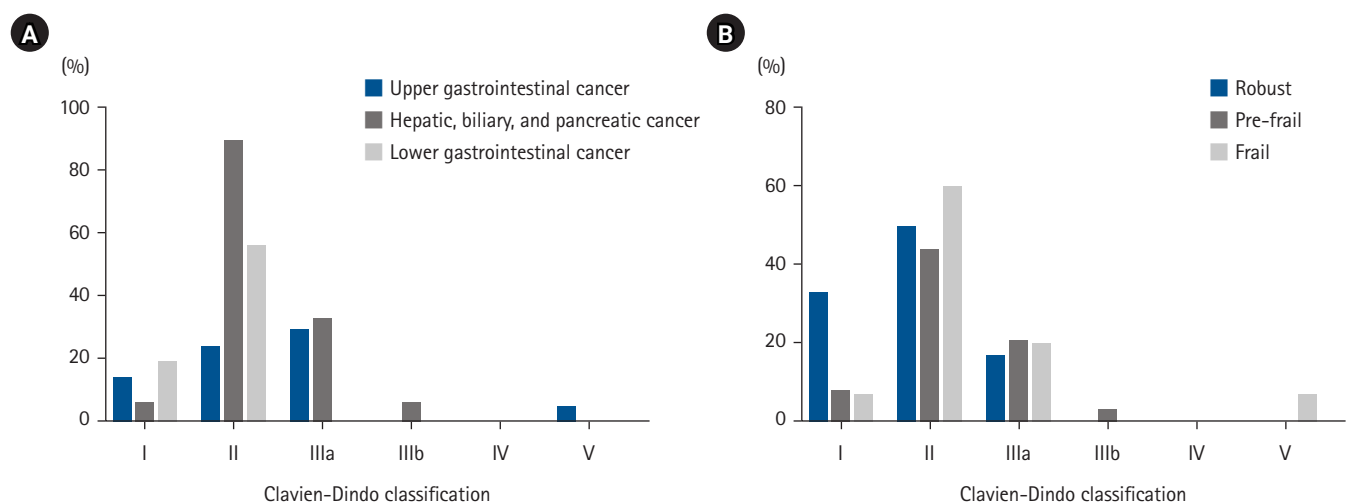 A
(%)
100
80
60
40
20
0
Upper gastrointestinal cancer
Hepatic, biliary, and pancreatic cancer
Lower gastrointestinal cancer
I II IIIa IIIb IV V
Clavien-Dindo classification
B
(%)
80
60
40
20
0
Robust
Pre-frail
Frail
I II IIIa IIIb IV V
Clavien-Dindo classification